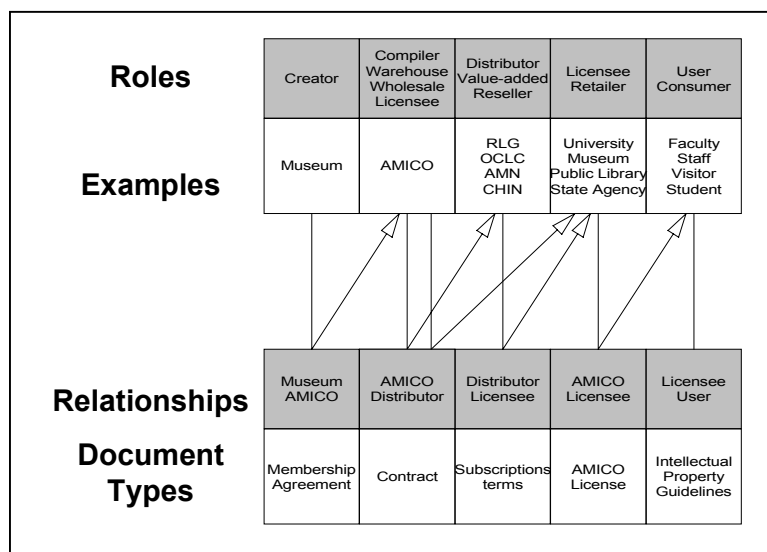 Roles
Creator
Compiler
Warehouse
Wholesale
Licensee
Distributor
Value-added
Reseller
Licensee
Retailer
User
Consumer
Examples
Museum
AMICO
RLG
OCLC
AMN
CHIN
University
Museum
Public Library
State Agency
Faculty
Staff
Visitor
Student
Relationships
Museum
AMICO
AMICO
Distributor
Distributor
Licensee
AMICO
Licensee
Licensee
User
Document
Types
Membership
Agreement
Contract
Subscriptions
terms
AMICO
License
Intellectual
Property
Guidelines